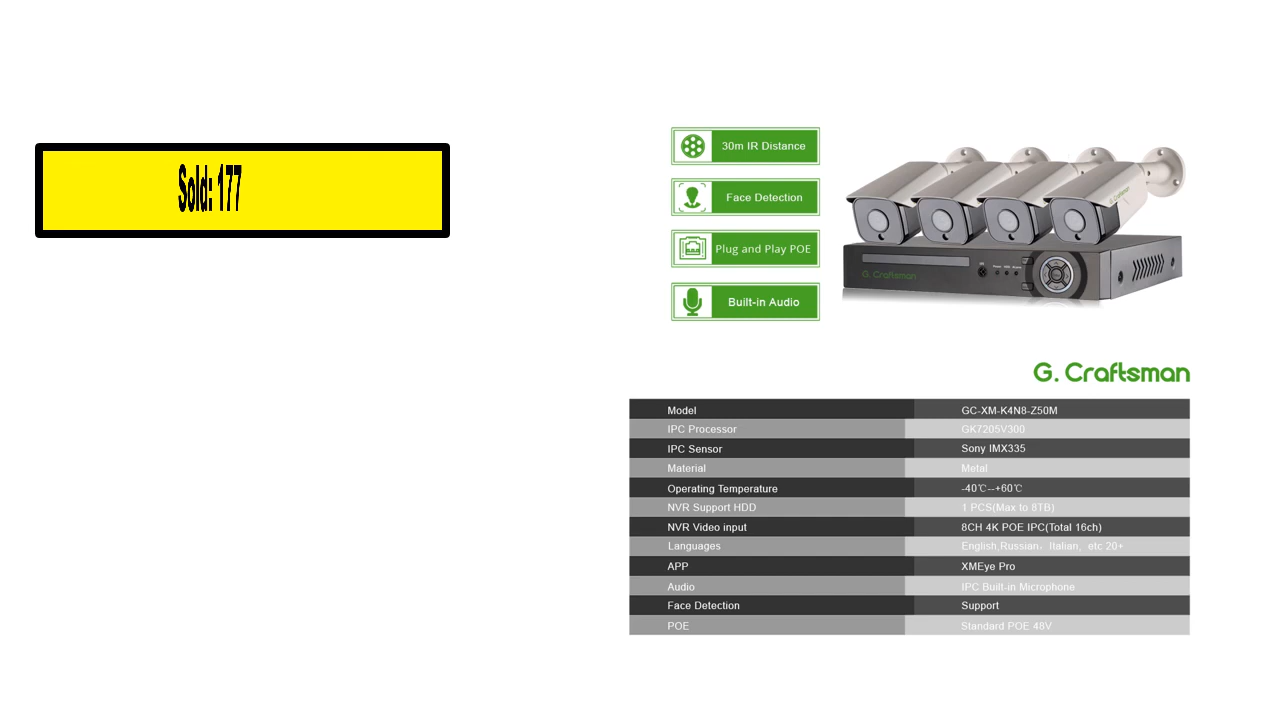 Sold: 177
30m IR Distance
Face Detection
Plug and Play POE
Built-in Audio
G. Craftsman
G. Craftsman
G. Craftsman
Model GC-XM-K4N8-Z50M
IPC Processor GK7205V300
IPC Sensor Sony IMX335
Material Metal
Operating Temperature -40℃--+60℃
NVR Support HDD 1 PCS(Max to 8TB)
NVR Video input 8CH 4K POE IPC(Total 16ch)
Languages English,Russian，Italian，etc 20+
APP XMEye Pro
Audio IPC Built-in Microphone
Face Detection Support
POE Standard POE 48V